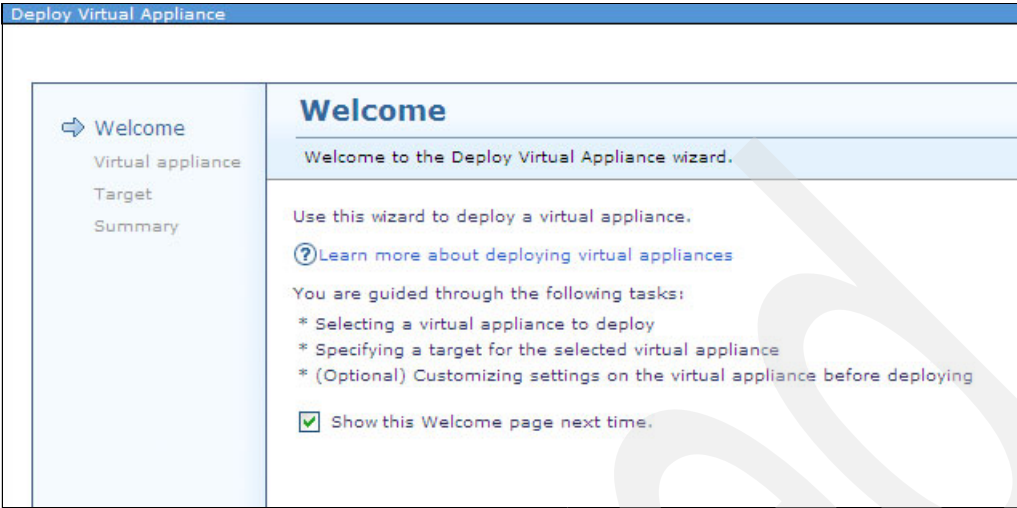 Deploy Virtual Appliance
Welcome
Virtual appliance
Target
Summary
Welcome
Welcome to the Deploy Virtual Appliance wizard.
Use this wizard to deploy a virtual appliance.
?Learn more about deploying virtual appliances
You are guided through the following tasks:
* Selecting a virtual appliance to deploy
* Specifying a target for the selected virtual appliance
* (Optional) Customizing settings on the virtual appliance before deploying
Show this Welcome page next time.